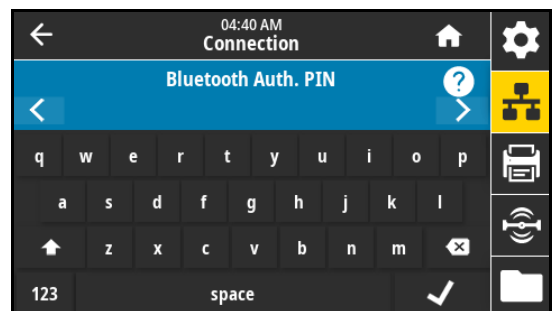 04:40 AM
Connection
Bluetooth Auth. PIN
?
q w e r t y u i o p
a s d f g h j k l
z x c v b n m
123 space